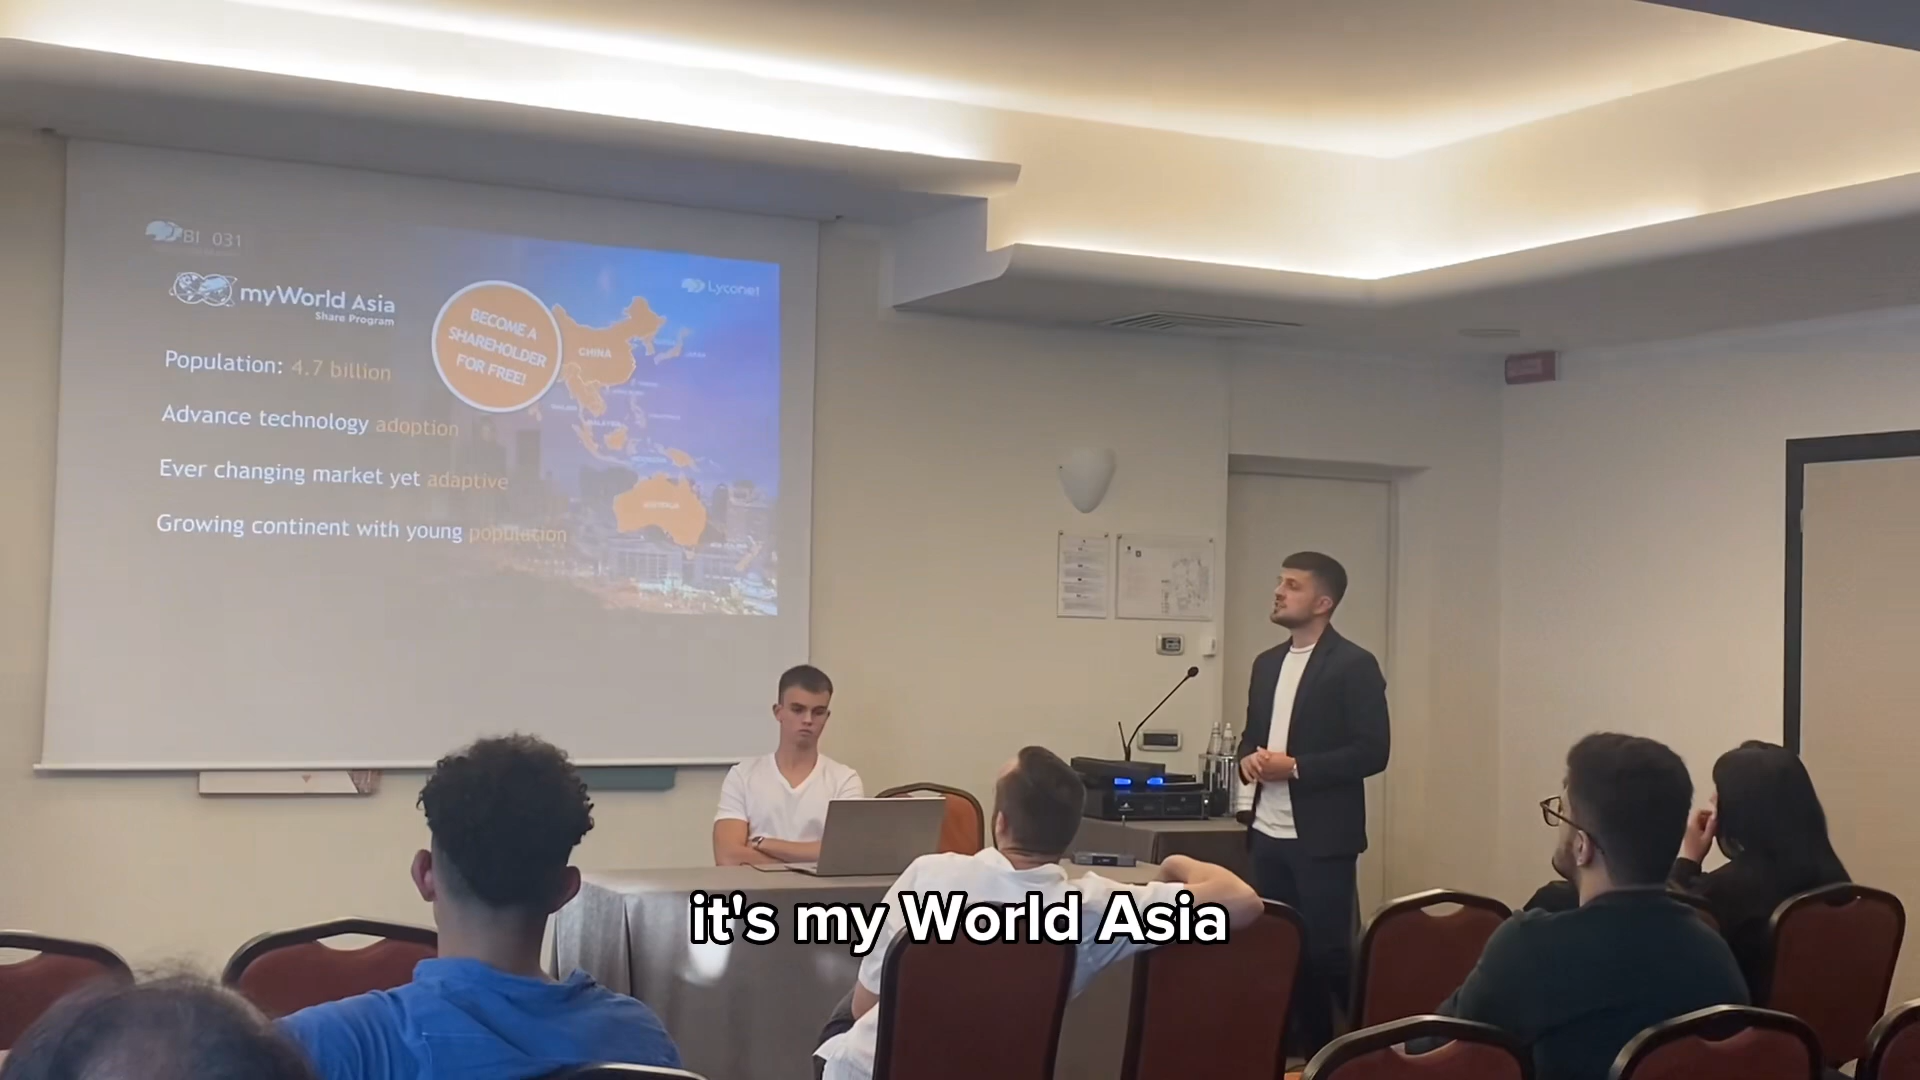 BI 031
myWorld Asia
Share Program
Lyconet
BECOME A
SHAREHOLDER
FOR FREE!
CHINA
Population: 4.7 billion
Advance technology adoption
Ever changing market yet adaptive
Growing continent with young population
it's my World Asia